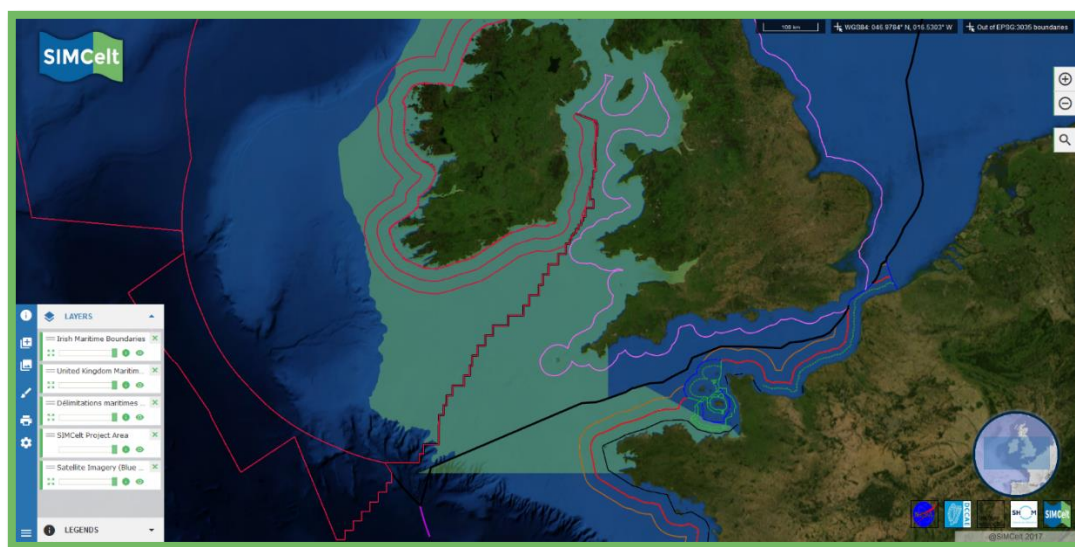 SIMCelt
100 km
WGS84: 046.9784° N, 016.5303° W
Out of EPSG:3035 boundaries
LAYERS
Irish Maritime Boundaries
United Kingdom Maritim...
Délimitations maritimes ...
SIMCelt Project Area
Satellite Imagery (Blue ...
LEGENDS
DCCAE
SHOM
SIMCelt
@SIMCelt 2017